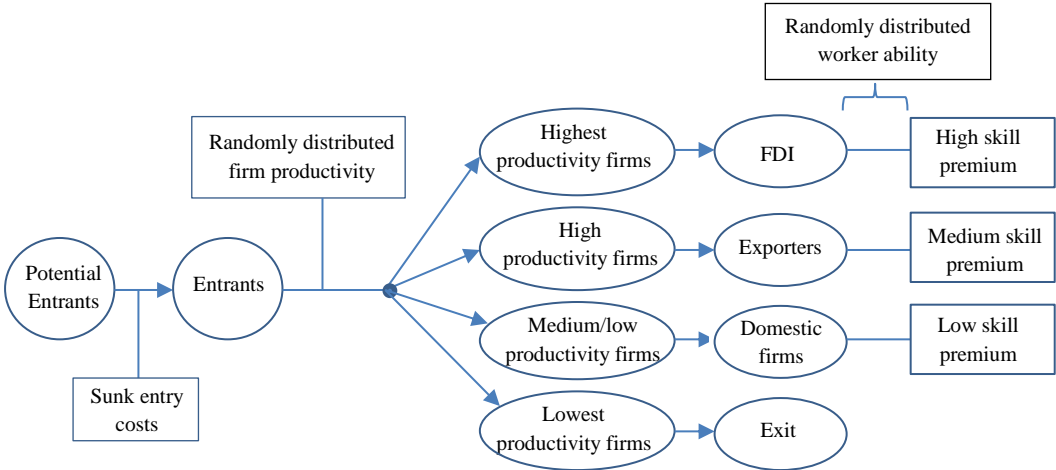 Randomly distributed
worker ability
Randomly distributed
firm productivity
Highest
productivity firms
FDI
High skill
premium
High
productivity firms
Exporters
Medium skill
premium
Potential
Entrants
Entrants
Medium/low
productivity firms
Domestic
firms
Low skill
premium
Sunk entry
costs
Lowest
productivity firms
Exit